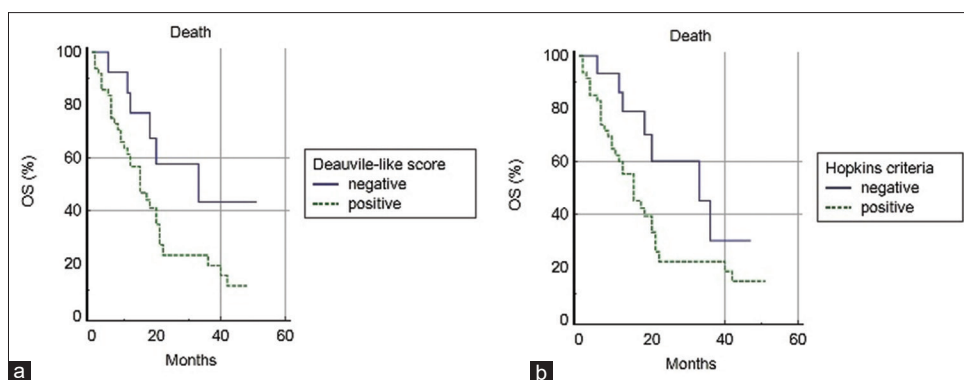 Death
100
80
60
40
20
0
OS (%)
0 20 40 60
Months
Deauvile-like score
negative
positive
a
Death
100
80
60
40
20
0
OS (%)
0 20 40 60
Months
Hopkins criteria
negative
positive
b